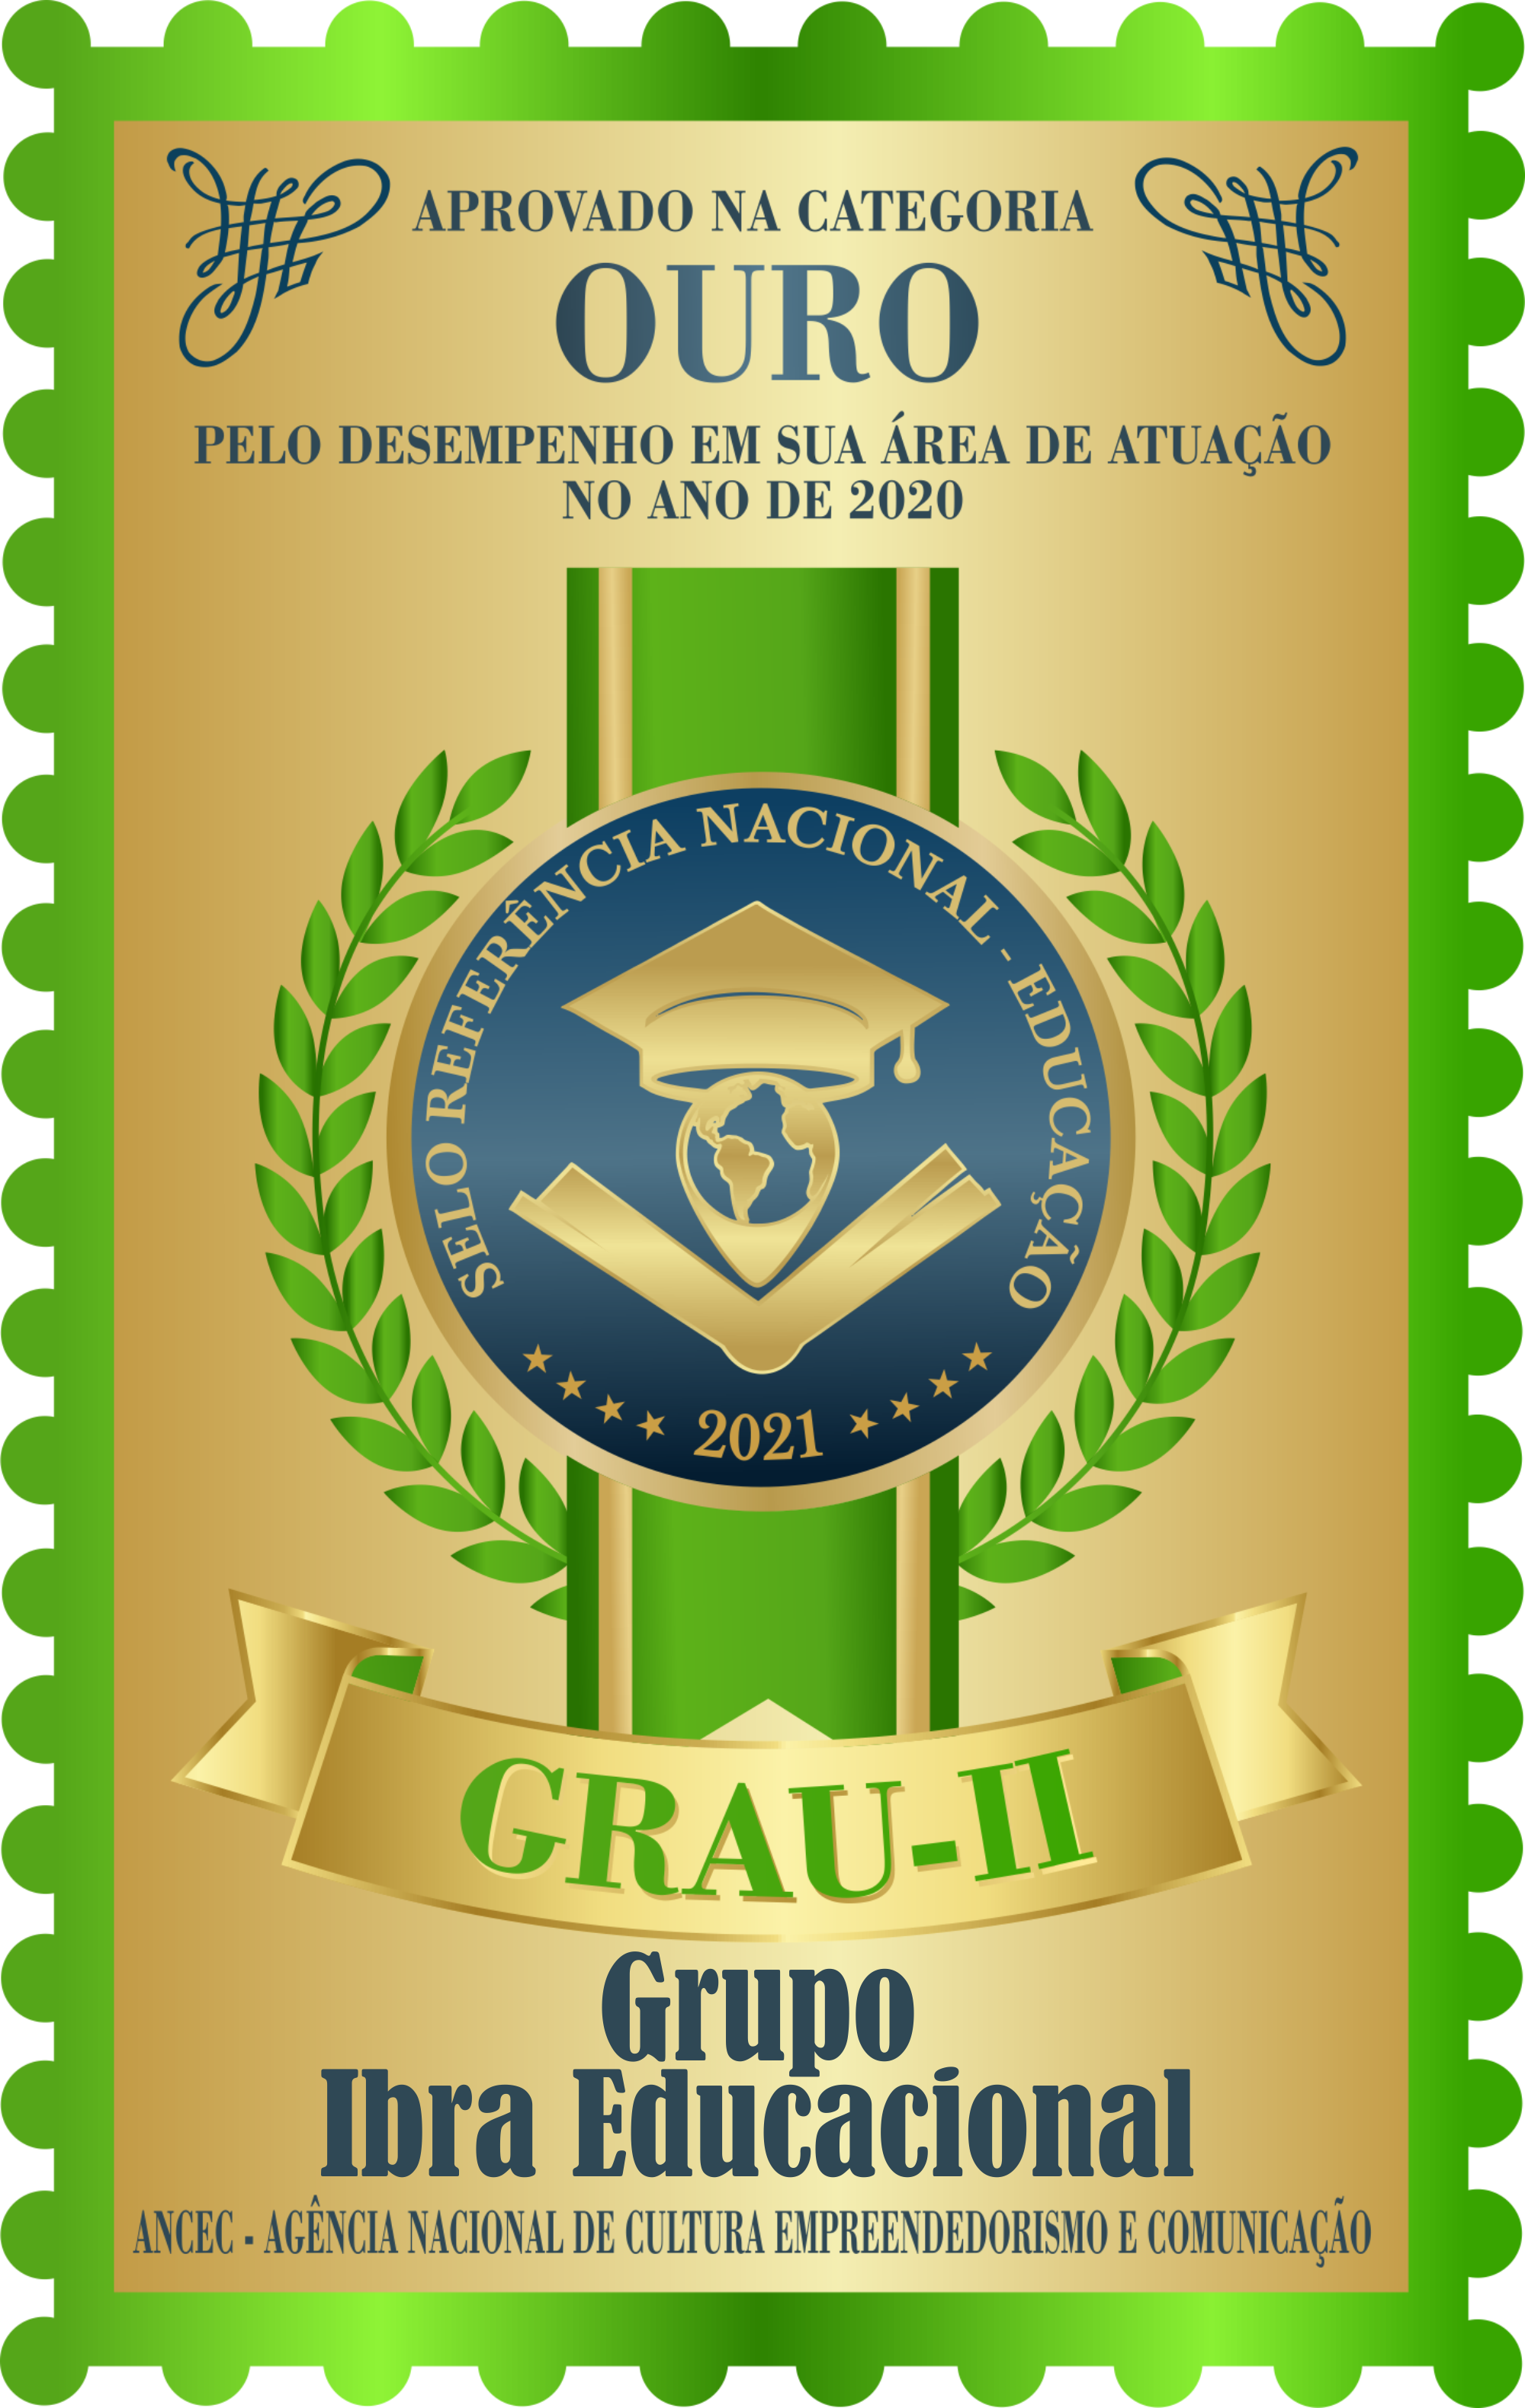 APROVADO NA CATEGORIA
OURO
PELO DESEMPENHO EM SUA ÁREA DE ATUAÇÃO
NO ANO DE 2020
SELO REFERÊNCIA NACIONAL - EDUCAÇÃO
2021
GRAU-II
Grupo
Ibra Educacional
ANCEC - AGÊNCIA NACIONAL DE CULTURA EMPREENDEDORISMO E COMUNICAÇÃO